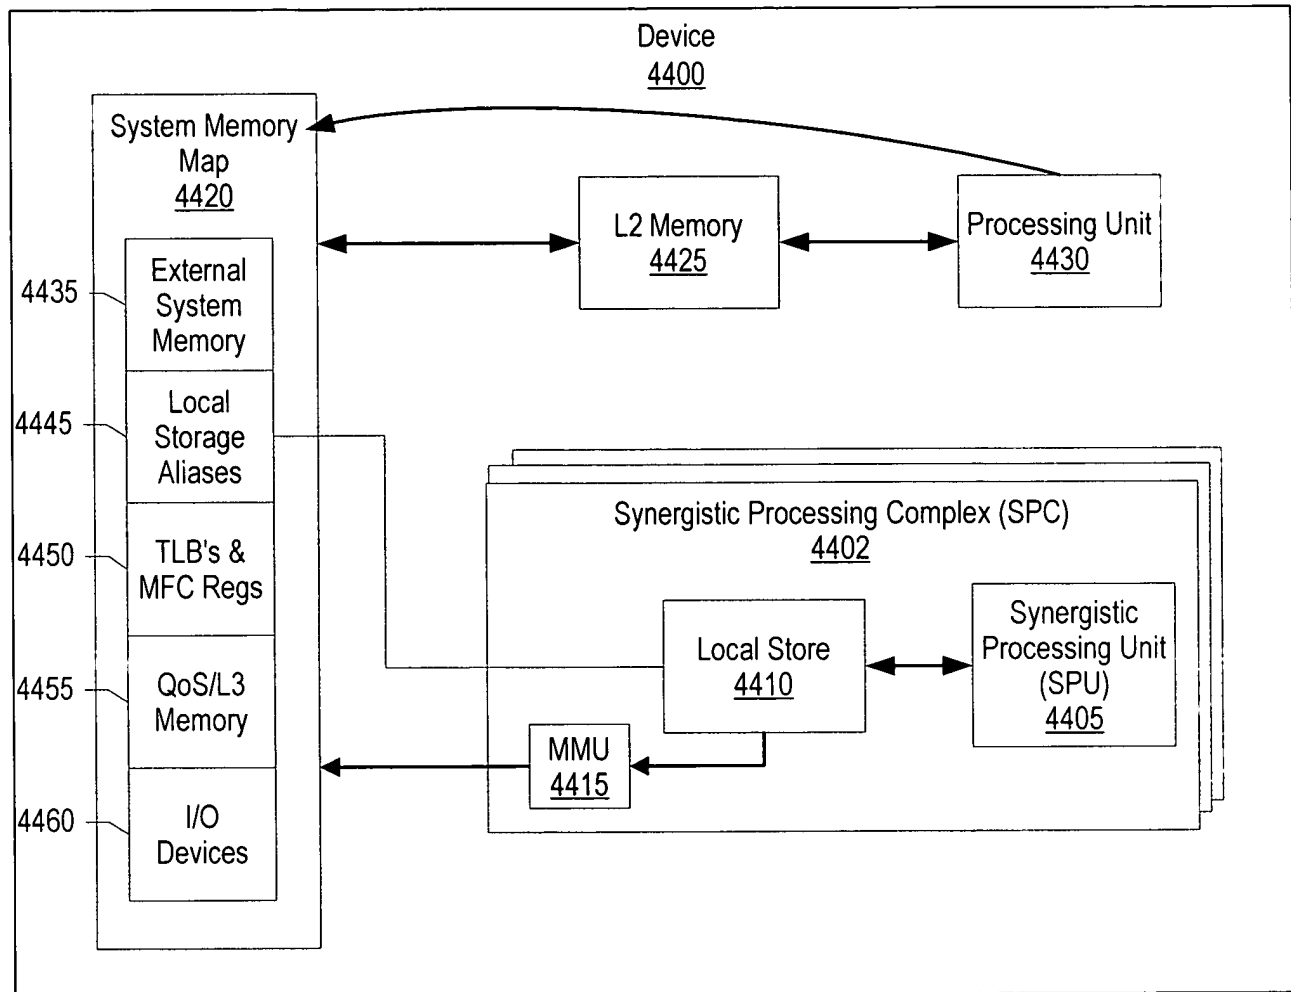 Device
4400
System Memory
Map
4420
L2 Memory
4425
Processing Unit
4430
4435
External
System
Memory
4445
Local
Storage
Aliases
4450
TLB's &
MFC Regs
4455
QoS/L3
Memory
4460
I/O
Devices
Synergistic Processing Complex (SPC)
4402
Local Store
4410
Synergistic
Processing Unit
(SPU)
4405
MMU
4415